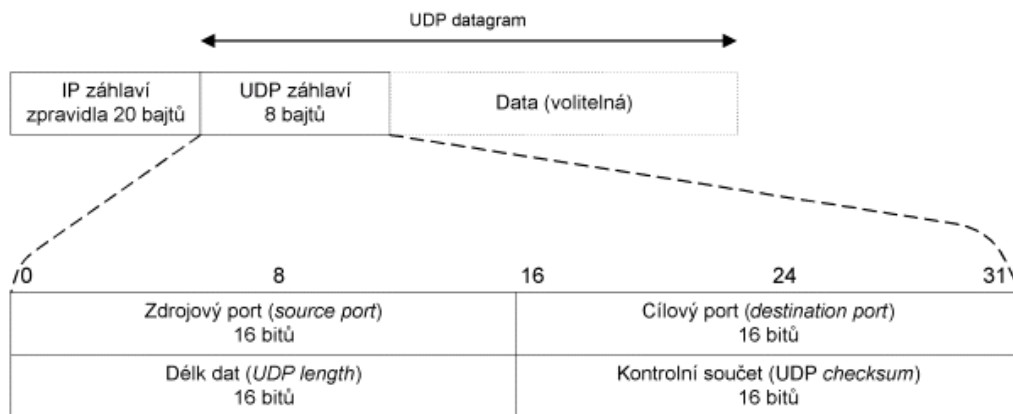 UDP datagram
IP záhlaví
zpravidla 20 bajtů
UDP záhlaví
8 bajtů
Data (volitelná)
0 8 16 24 31
Zdrojový port (source port)
16 bitů
Cílový port (destination port)
16 bitů
Délk dat (UDP length)
16 bitů
Kontrolní součet (UDP checksum)
16 bitů